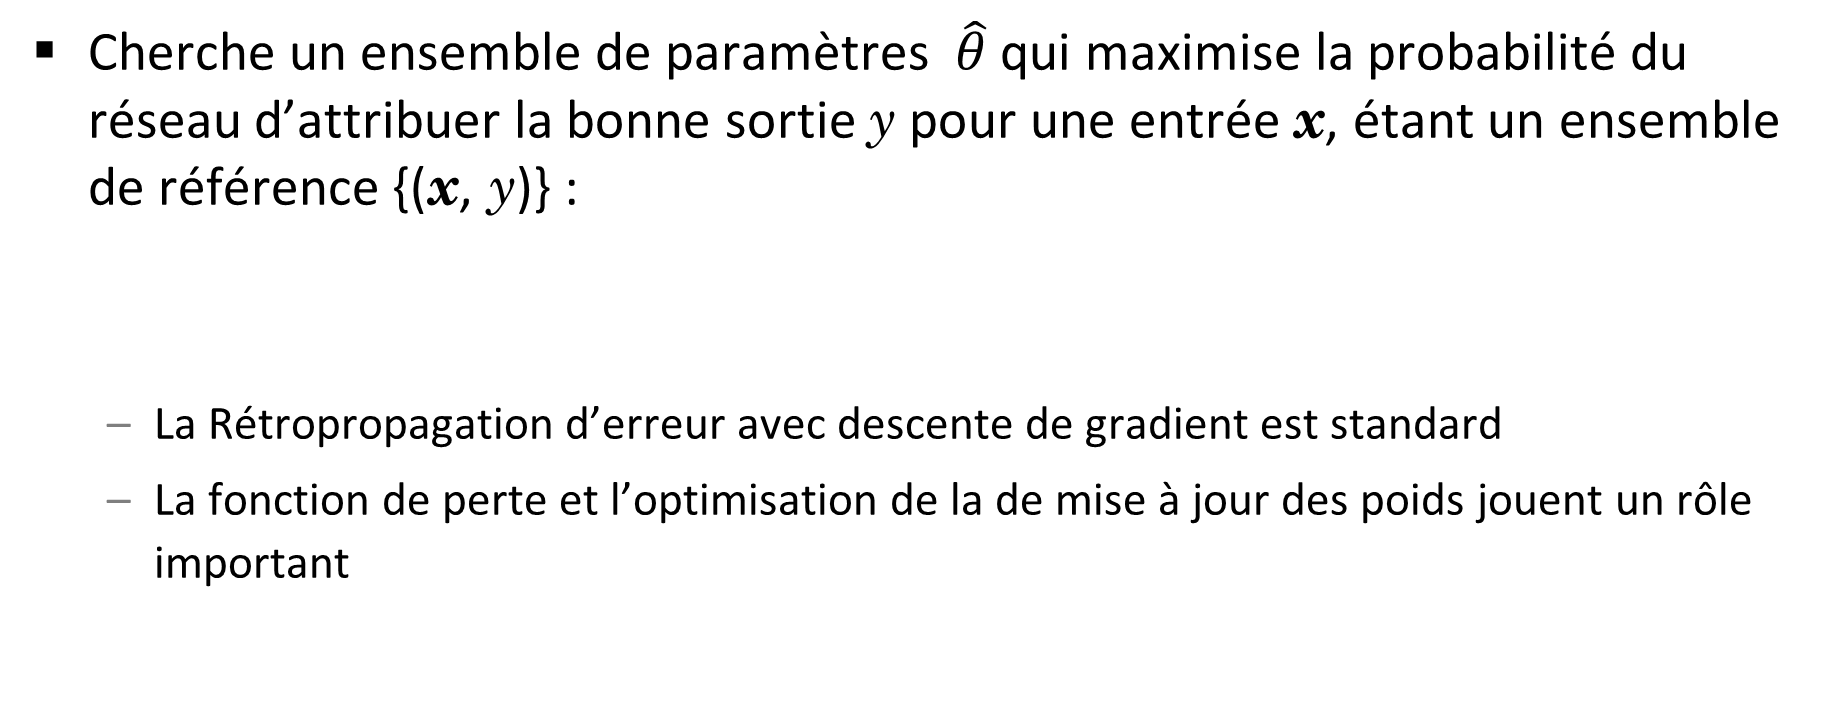 ▪ Cherche un ensemble de paramètres θ̂ qui maximise la probabilité du
réseau d’attribuer la bonne sortie y pour une entrée x, étant un ensemble
de référence {(x, y)} :
– La Rétropropagation d’erreur avec descente de gradient est standard
– La fonction de perte et l’optimisation de la de mise à jour des poids jouent un rôle
important